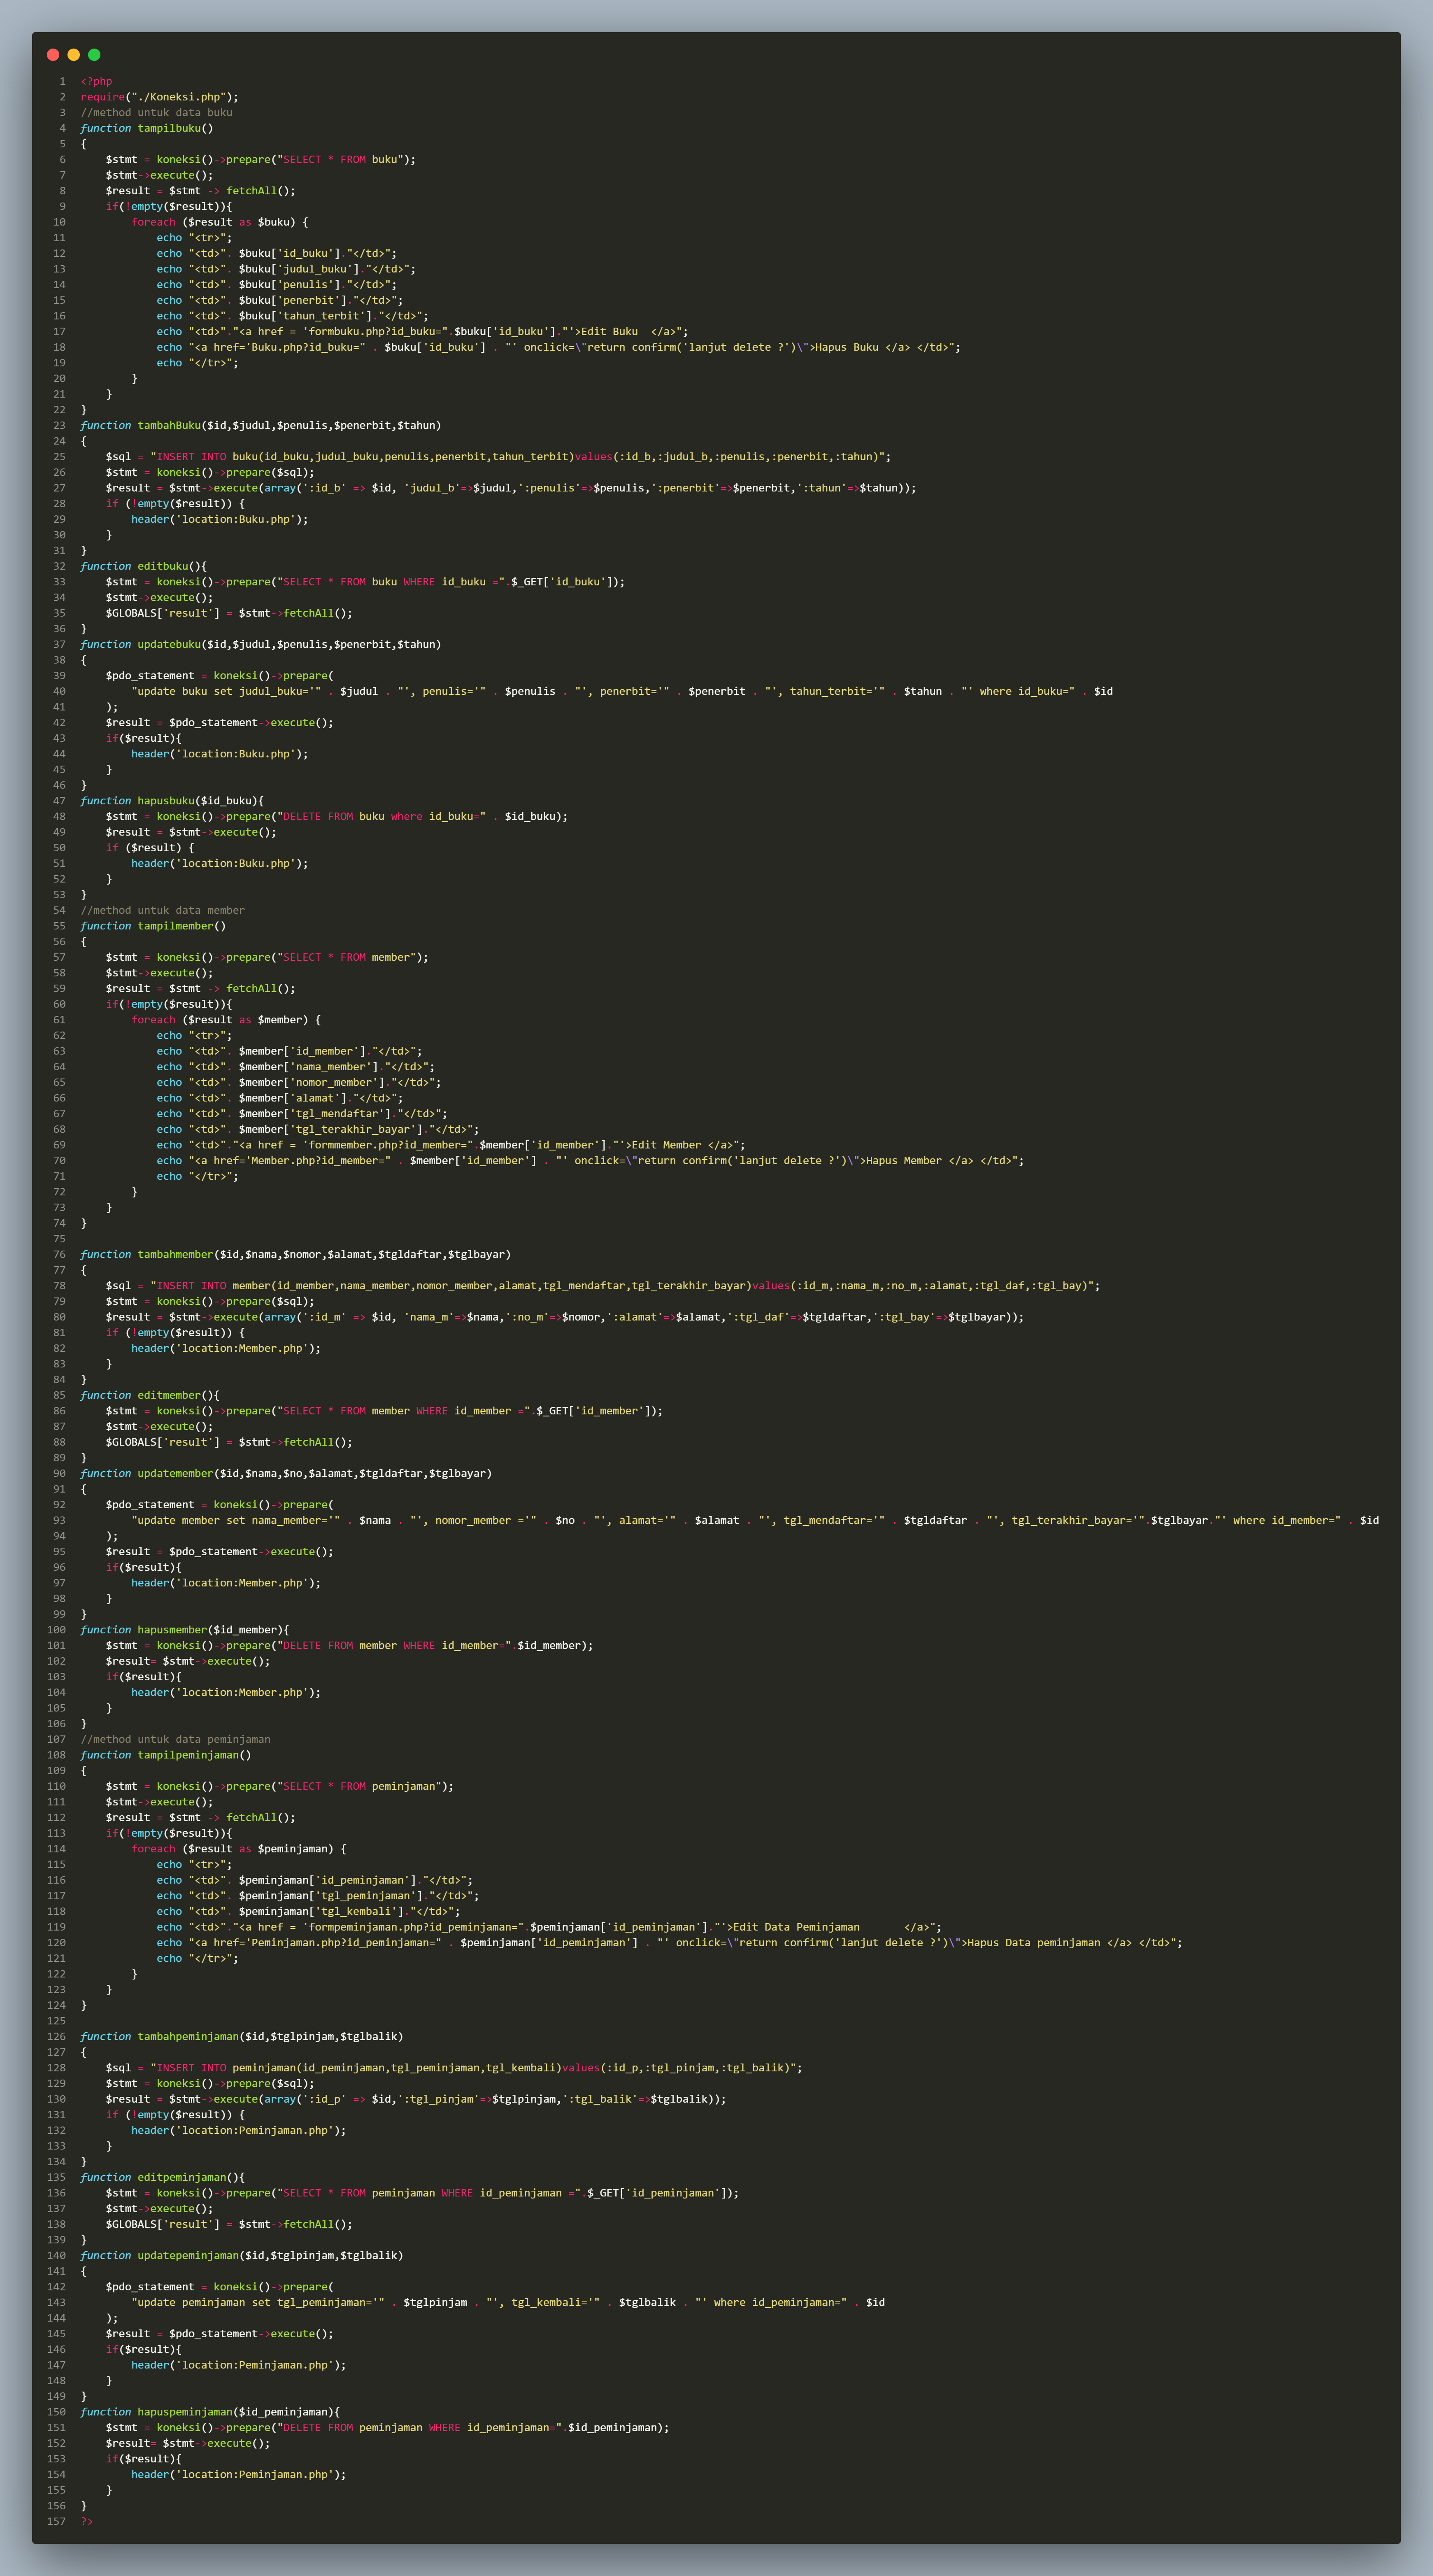 1 <?php
2 require("./Koneksi.php");
3 //method untuk data buku
4 function tampilbuku()
5 {
6     $stmt = koneksi()->prepare("SELECT * FROM buku");
7     $stmt->execute();
8     $result = $stmt -> fetchAll();
9     if(!empty($result)){
10         foreach ($result as $buku) {
11             echo "<tr>";
12             echo "<td>". $buku['id_buku']."</td>";
13             echo "<td>". $buku['judul_buku']."</td>";
14             echo "<td>". $buku['penulis']."</td>";
15             echo "<td>". $buku['penerbit']."</td>";
16             echo "<td>". $buku['tahun_terbit']."</td>";
17             echo "<td>"."<a href = 'formbuku.php?id_buku=".$buku['id_buku']."'>Edit Buku  </a>";
18             echo "<a href='Buku.php?id_buku=" . $buku['id_buku'] . "' onclick=\"return confirm('lanjut delete ?')\">Hapus Buku </a> </td>";
19             echo "</tr>";
20         }
21     }
22 }
23 function tambahBuku($id,$judul,$penulis,$penerbit,$tahun)
24 {
25     $sql = "INSERT INTO buku(id_buku,judul_buku,penulis,penerbit,tahun_terbit)values(:id_b,:judul_b,:penulis,:penerbit,:tahun)";
26     $stmt = koneksi()->prepare($sql);
27     $result = $stmt->execute(array(':id_b' => $id, 'judul_b'=>$judul,':penulis'=>$penulis,':penerbit'=>$penerbit,':tahun'=>$tahun));
28     if (!empty($result)) {
29         header('location:Buku.php');
30     }
31 }
32 function editbuku(){
33     $stmt = koneksi()->prepare("SELECT * FROM buku WHERE id_buku =".$_GET['id_buku']);
34     $stmt->execute();
35     $GLOBALS['result'] = $stmt->fetchAll();
36 }
37 function updatebuku($id,$judul,$penulis,$penerbit,$tahun)
38 {
39     $pdo_statement = koneksi()->prepare(
40         "update buku set judul_buku='" . $judul . "', penulis='" . $penulis . "', penerbit='" . $penerbit . "', tahun_terbit='" . $tahun . "' where id_buku=" . $id
41     );
42     $result = $pdo_statement->execute();
43     if($result){
44         header('location:Buku.php');
45     }
46 }
47 function hapusbuku($id_buku){
48     $stmt = koneksi()->prepare("DELETE FROM buku where id_buku=" . $id_buku);
49     $result = $stmt->execute();
50     if ($result) {
51         header('location:Buku.php');
52     }
53 }
54 //method untuk data member
55 function tampilmember()
56 {
57     $stmt = koneksi()->prepare("SELECT * FROM member");
58     $stmt->execute();
59     $result = $stmt -> fetchAll();
60     if(!empty($result)){
61         foreach ($result as $member) {
62             echo "<tr>";
63             echo "<td>". $member['id_member']."</td>";
64             echo "<td>". $member['nama_member']."</td>";
65             echo "<td>". $member['nomor_member']."</td>";
66             echo "<td>". $member['alamat']."</td>";
67             echo "<td>". $member['tgl_mendaftar']."</td>";
68             echo "<td>". $member['tgl_terakhir_bayar']."</td>";
69             echo "<td>"."<a href = 'formmember.php?id_member=".$member['id_member']."'>Edit Member </a>";
70             echo "<a href='Member.php?id_member=" . $member['id_member'] . "' onclick=\"return confirm('lanjut delete ?')\">Hapus Member </a> </td>";
71             echo "</tr>";
72         }
73     }
74 }
75
76 function tambahmember($id,$nama,$nomor,$alamat,$tgldaftar,$tglbayar)
77 {
78     $sql = "INSERT INTO member(id_member,nama_member,nomor_member,alamat,tgl_mendaftar,tgl_terakhir_bayar)values(:id_m,:nama_m,:no_m,:alamat,:tgl_daf,:tgl_bay)";
79     $stmt = koneksi()->prepare($sql);
80     $result = $stmt->execute(array(':id_m' => $id, 'nama_m'=>$nama,':no_m'=>$nomor,':alamat'=>$alamat,':tgl_daf'=>$tgldaftar,':tgl_bay'=>$tglbayar));
81     if (!empty($result)) {
82         header('location:Member.php');
83     }
84 }
85 function editmember(){
86     $stmt = koneksi()->prepare("SELECT * FROM member WHERE id_member =".$_GET['id_member']);
87     $stmt->execute();
88     $GLOBALS['result'] = $stmt->fetchAll();
89 }
90 function updatemember($id,$nama,$no,$alamat,$tgldaftar,$tglbayar)
91 {
92     $pdo_statement = koneksi()->prepare(
93         "update member set nama_member='" . $nama . "', nomor_member ='" . $no . "', alamat='" . $alamat . "', tgl_mendaftar='" . $tgldaftar . "', tgl_terakhir_bayar='".$tglbayar."' where id_member=" . $id
94     );
95     $result = $pdo_statement->execute();
96     if($result){
97         header('location:Member.php');
98     }
99 }
100 function hapusmember($id_member){
101     $stmt = koneksi()->prepare("DELETE FROM member WHERE id_member=".$id_member);
102     $result= $stmt->execute();
103     if($result){
104         header('location:Member.php');
105     }
106 }
107 //method untuk data peminjaman
108 function tampilpeminjaman()
109 {
110     $stmt = koneksi()->prepare("SELECT * FROM peminjaman");
111     $stmt->execute();
112     $result = $stmt -> fetchAll();
113     if(!empty($result)){
114         foreach ($result as $peminjaman) {
115             echo "<tr>";
116             echo "<td>". $peminjaman['id_peminjaman']."</td>";
117             echo "<td>". $peminjaman['tgl_peminjaman']."</td>";
118             echo "<td>". $peminjaman['tgl_kembali']."</td>";
119             echo "<td>"."<a href = 'formpeminjaman.php?id_peminjaman=".$peminjaman['id_peminjaman']."'>Edit Data Peminjaman       </a>";
120             echo "<a href='Peminjaman.php?id_peminjaman=" . $peminjaman['id_peminjaman'] . "' onclick=\"return confirm('lanjut delete ?')\">Hapus Data peminjaman </a> </td>";
121             echo "</tr>";
122         }
123     }
124 }
125
126 function tambahpeminjaman($id,$tglpinjam,$tglbalik)
127 {
128     $sql = "INSERT INTO peminjaman(id_peminjaman,tgl_peminjaman,tgl_kembali)values(:id_p,:tgl_pinjam,:tgl_balik)";
129     $stmt = koneksi()->prepare($sql);
130     $result = $stmt->execute(array(':id_p' => $id,':tgl_pinjam'=>$tglpinjam,':tgl_balik'=>$tglbalik));
131     if (!empty($result)) {
132         header('location:Peminjaman.php');
133     }
134 }
135 function editpeminjaman(){
136     $stmt = koneksi()->prepare("SELECT * FROM peminjaman WHERE id_peminjaman =".$_GET['id_peminjaman']);
137     $stmt->execute();
138     $GLOBALS['result'] = $stmt->fetchAll();
139 }
140 function updatepeminjaman($id,$tglpinjam,$tglbalik)
141 {
142     $pdo_statement = koneksi()->prepare(
143         "update peminjaman set tgl_peminjaman='" . $tglpinjam . "', tgl_kembali='" . $tglbalik . "' where id_peminjaman=" . $id
144     );
145     $result = $pdo_statement->execute();
146     if($result){
147         header('location:Peminjaman.php');
148     }
149 }
150 function hapuspeminjaman($id_peminjaman){
151     $stmt = koneksi()->prepare("DELETE FROM peminjaman WHERE id_peminjaman=".$id_peminjaman);
152     $result= $stmt->execute();
153     if($result){
154         header('location:Peminjaman.php');
155     }
156 }
157 ?>